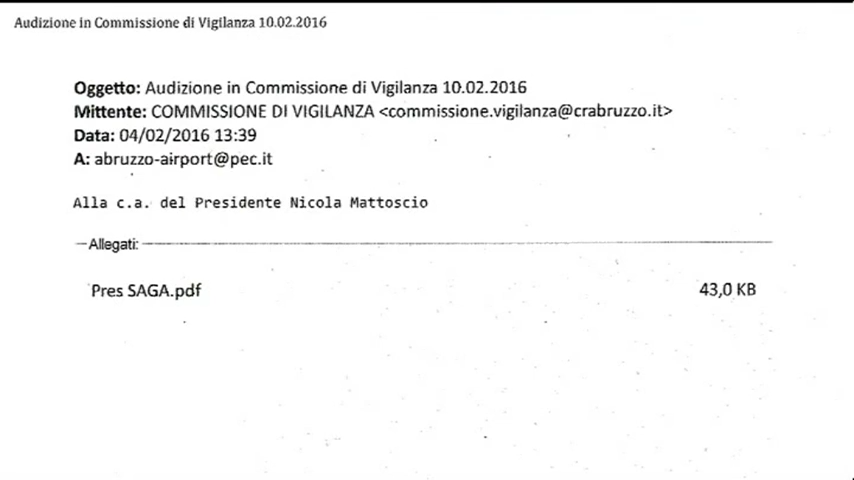 Audizione in Commissione di Vigilanza 10.02.2016
Oggetto: Audizione in Commissione di Vigilanza 10.02.2016
Mittente: COMMISSIONE DI VIGILANZA <commissione.vigilanza@crabruzzo.it>
Data: 04/02/2016 13:39
A: abruzzo-airport@pec.it
Alla c.a. del Presidente Nicola Mattoscio
Allegati:
Pres SAGA.pdf 43,0 KB